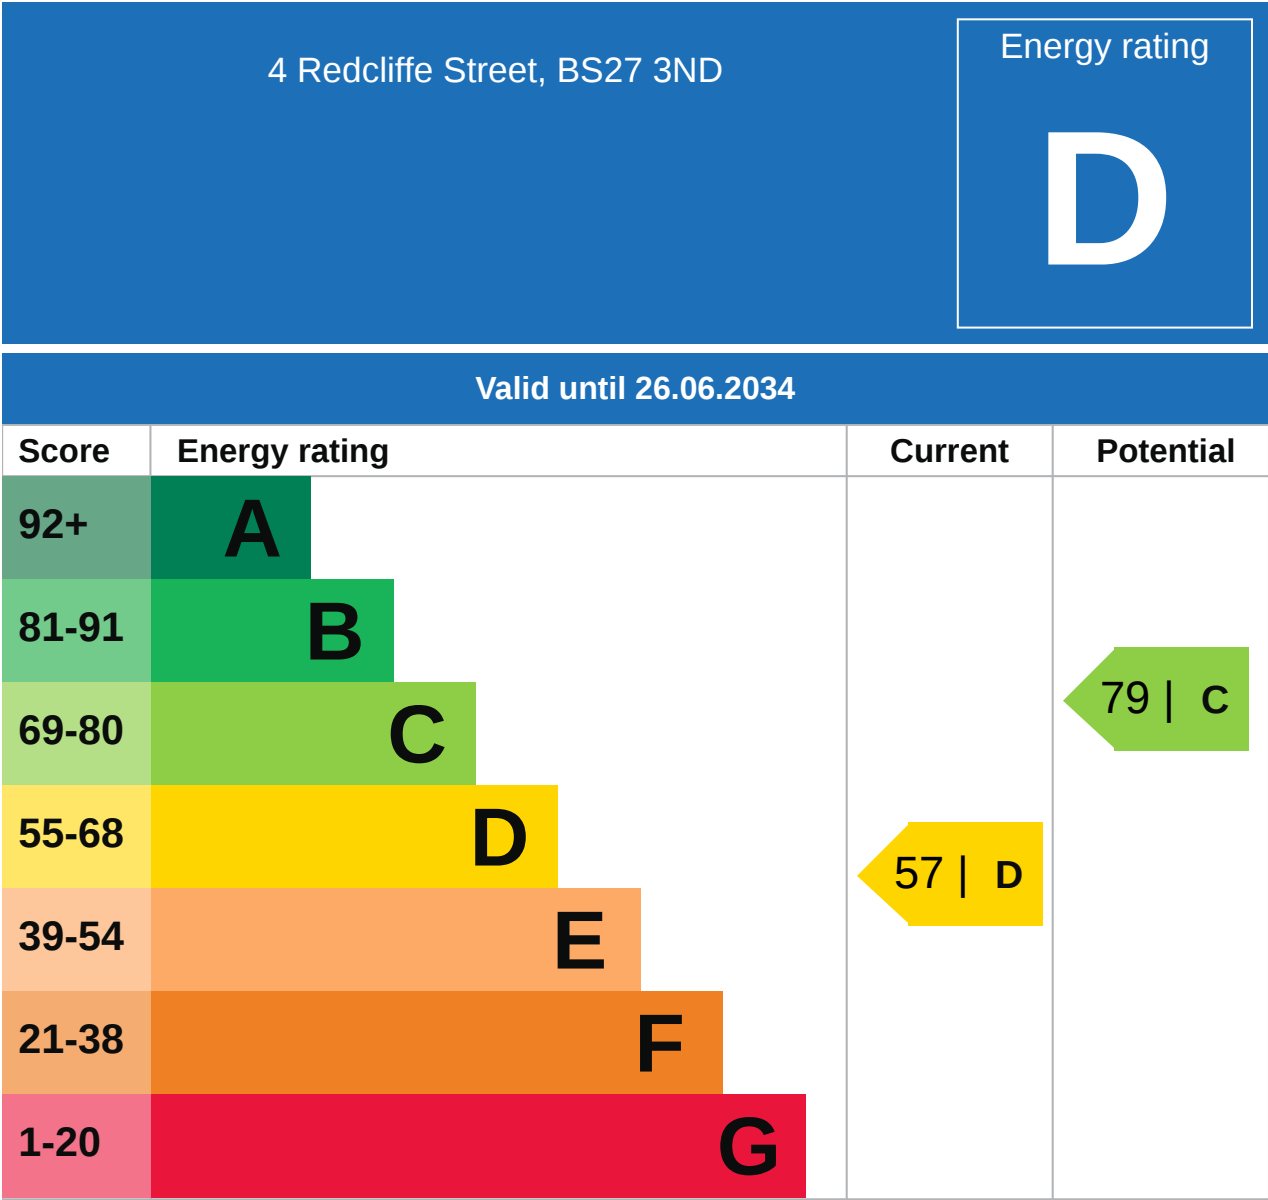 4 Redcliffe Street, BS27 3ND
Energy rating
D
Valid until 26.06.2034
Score Energy rating Current Potential
92+ A
81-91 B
69-80 C
79 | C
55-68 D
57 | D
39-54 E
21-38 F
1-20 G